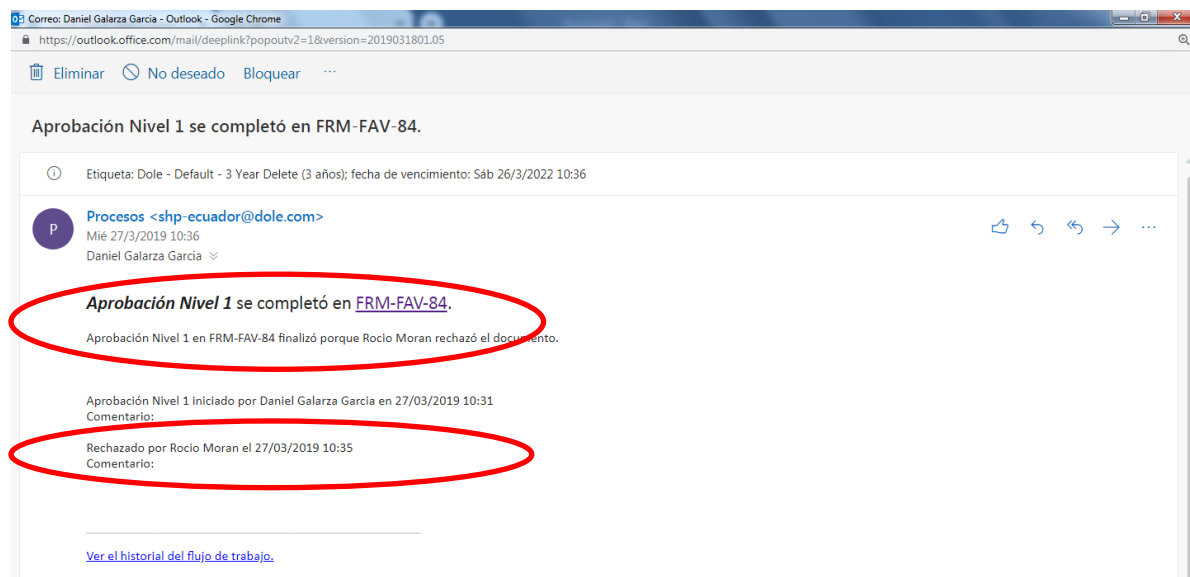 Correo: Daniel Galarza Garcia - Outlook - Google Chrome
https://outlook.office.com/mail/deeplink?popoutv2=1&version=2019031801.05
Eliminar No deseado Bloquear ...
Aprobación Nivel 1 se completó en FRM-FAV-84.
Etiqueta: Dole - Default - 3 Year Delete (3 años); fecha de vencimiento: Sáb 26/3/2022 10:36
P
Procesos <shp-ecuador@dole.com>
Mié 27/3/2019 10:36
Daniel Galarza Garcia
Aprobación Nivel 1 se completó en FRM-FAV-84.
Aprobación Nivel 1 en FRM-FAV-84 finalizó porque Rocio Moran rechazó el documento.
Aprobación Nivel 1 iniciado por Daniel Galarza Garcia en 27/03/2019 10:31
Comentario:
Rechazado por Rocio Moran el 27/03/2019 10:35
Comentario:
Ver el historial del flujo de trabajo.